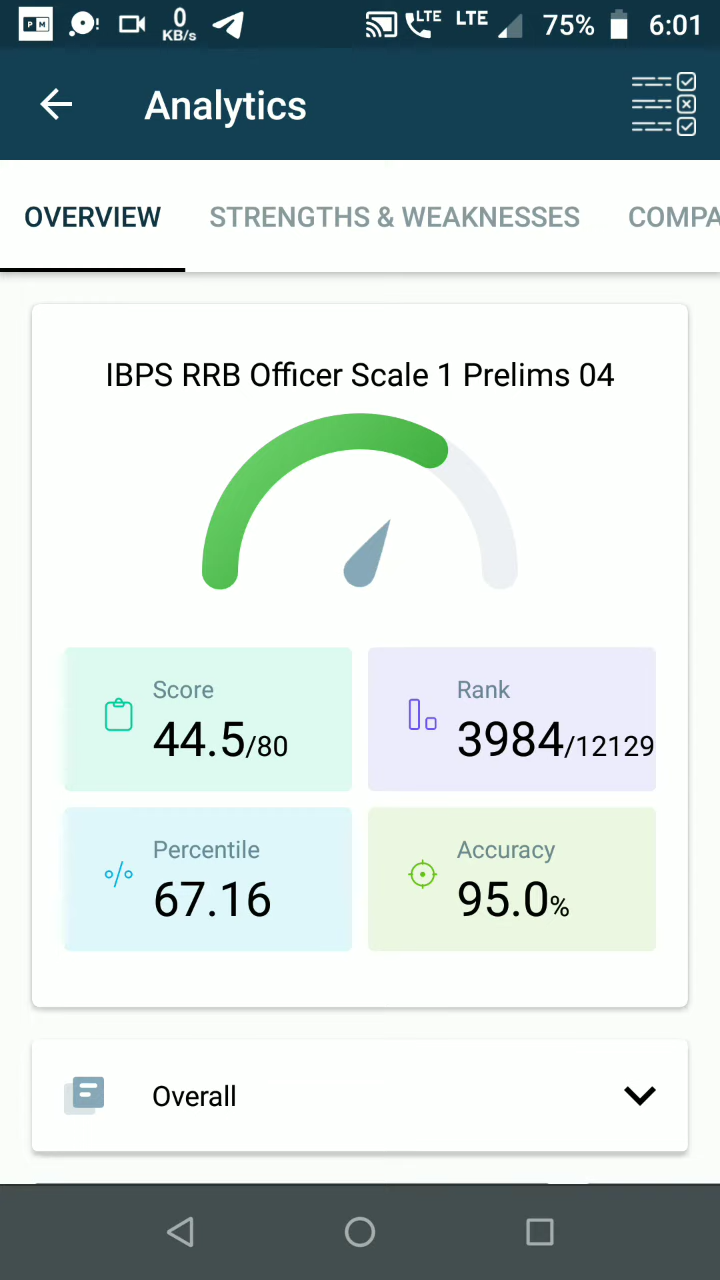 P M
! 0 KB/s LTE LTE 75% 6:01
Analytics
OVERVIEW STRENGTHS & WEAKNESSES COMPA
IBPS RRB Officer Scale 1 Prelims 04
Score
44.5/80
Rank
3984/12129
Percentile
67.16
Accuracy
95.0%
Overall